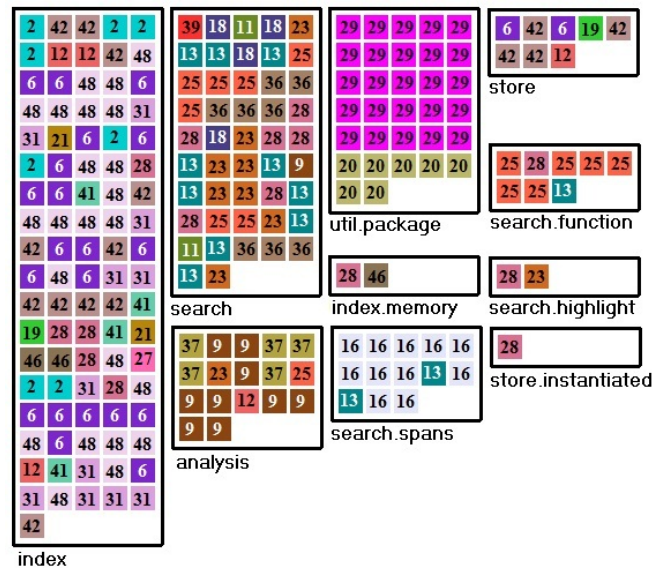 2 42 42 2 2
2 12 12 42 48
6 6 48 48 6
48 48 48 48 31
31 21 6 2 6
2 6 48 48 28
6 6 41 48 42
48 48 48 48 31
42 6 6 42 6
6 48 6 31 31
42 42 42 42 41
19 28 28 41 21
46 46 28 48 27
2 2 31 28 48
6 6 6 6 6
48 6 48 48 48
12 41 31 48 6
31 48 31 31 31
42
index
39 18 11 18 23
13 13 18 13 25
25 25 25 36 36
25 36 36 36 28
28 18 23 28 28
13 23 23 13 9
13 23 23 28 13
28 25 25 23 13
11 13 36 36 36
13 23
search
37 9 9 37 37
37 23 9 37 25
9 9 12 9 9
9 9
analysis
29 29 29 29 29
29 29 29 29 29
29 29 29 29 29
29 29 29 29 29
29 29 29 29 29
20 20 20 20 20
20 20
util.package
28 46
index.memory
16 16 16 16 16
16 16 16 13 16
13 16 16
search.spans
6 42 6 19 42
42 42 12
store
25 28 25 25 25
25 25 13
search.function
28 23
search.highlight
28
store.instantiated